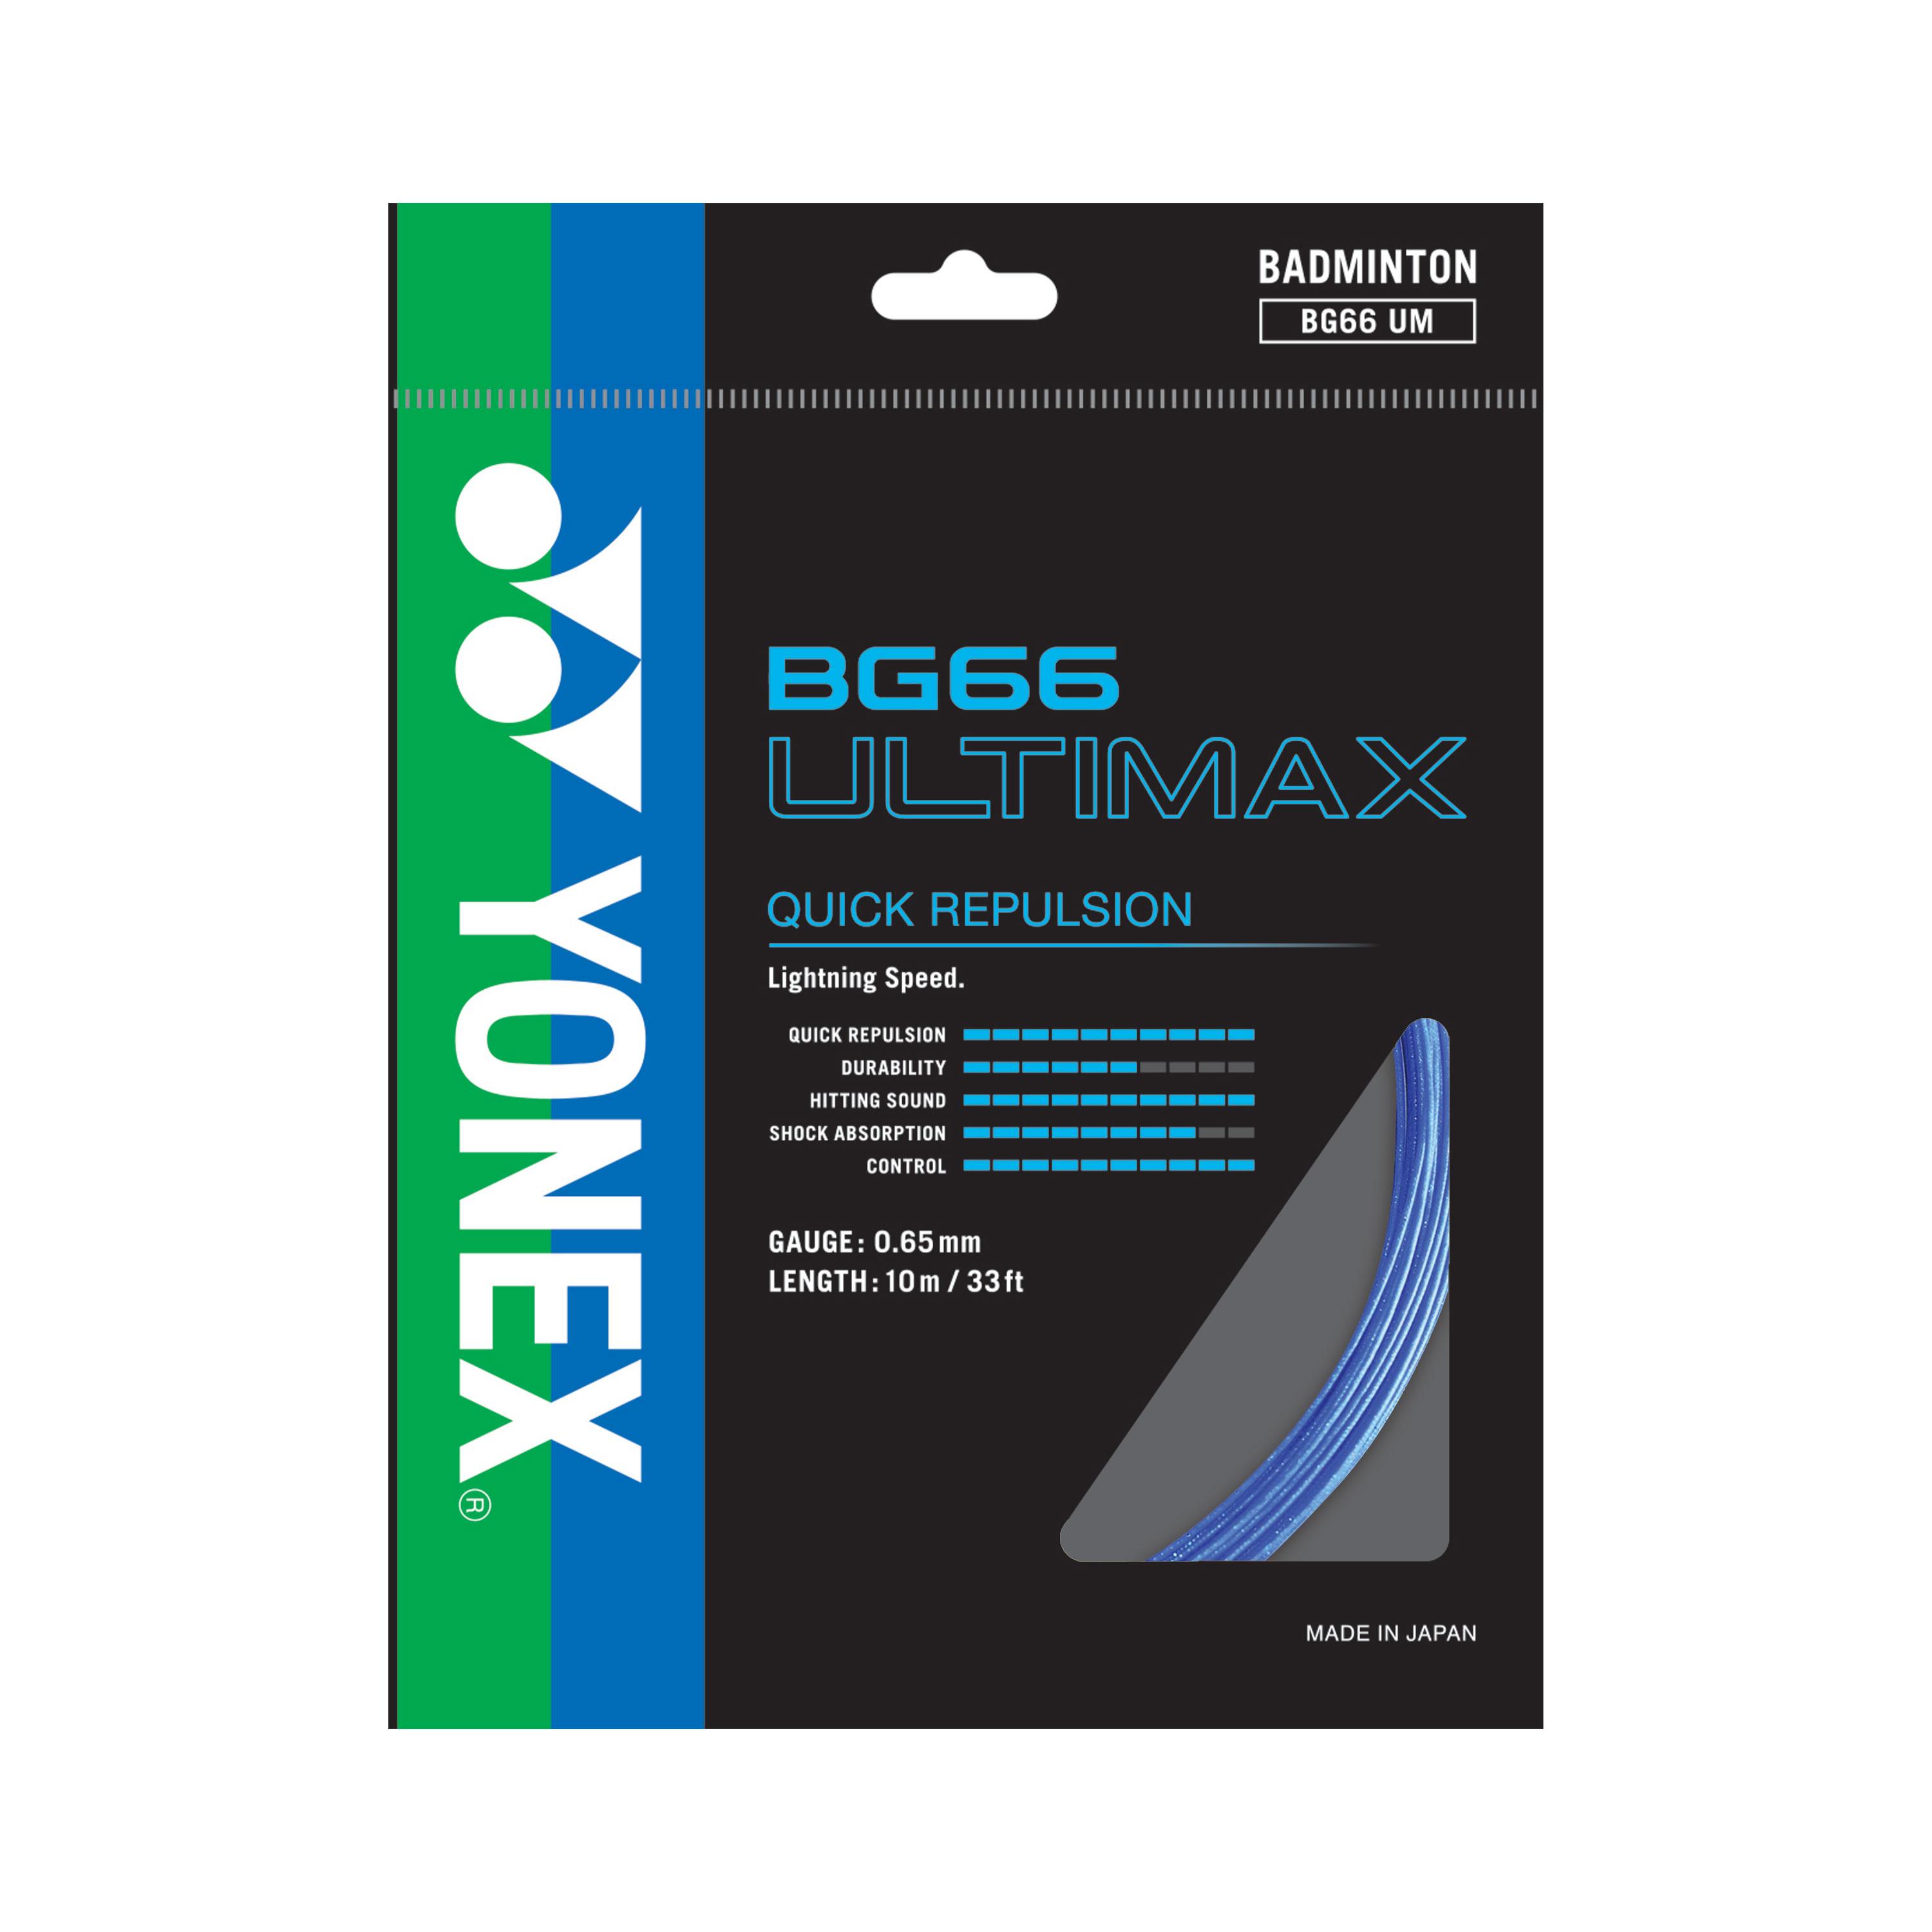 BADMINTON
BG66 UM
YONEX®
BG66
ULTIMAX
QUICK REPULSION
Lightning Speed.
QUICK REPULSION
DURABILITY
HITTING SOUND
SHOCK ABSORPTION
CONTROL
GAUGE: 0.65mm
LENGTH: 10m / 33ft
MADE IN JAPAN